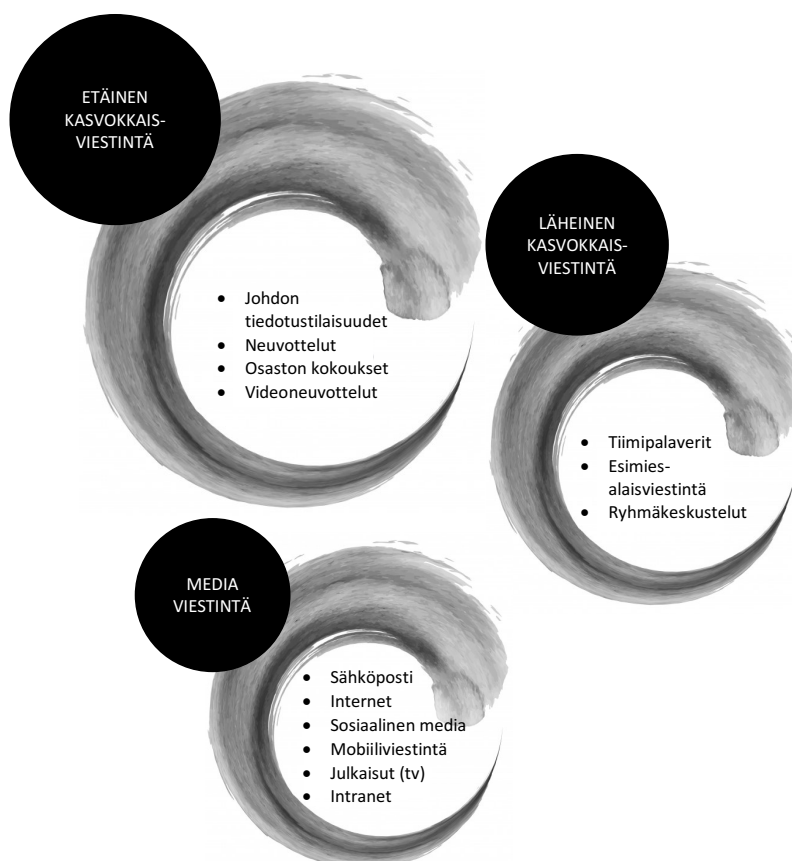 ETÄINEN
KASVOKKAIS-
VIESTINTÄ
• Johdon
tiedotustilaisuudet
• Neuvottelut
• Osaston kokoukset
• Videoneuvottelut
LÄHEINEN
KASVOKKAIS-
VIESTINTÄ
• Tiimipalaverit
• Esimies-
alaisviestintä
• Ryhmäkeskustelut
MEDIA
VIESTINTÄ
• Sähköposti
• Internet
• Sosiaalinen media
• Mobiiliviestintä
• Julkaisut (tv)
• Intranet